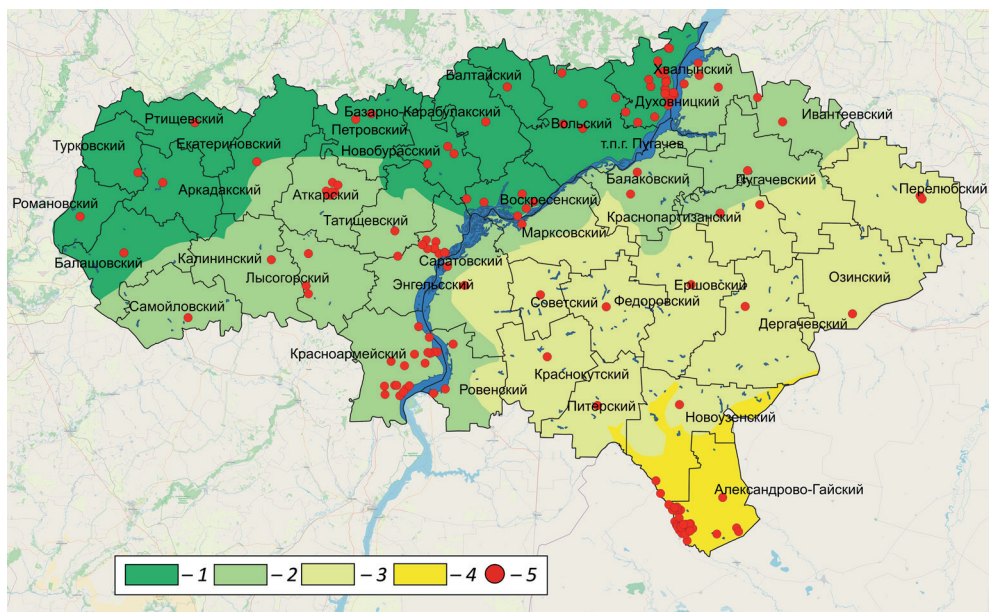 Хвалынский
Балтайский
Духовницкий
Базарно-Карабулакский
Ртищевский
Ивантеевский
Вольский
Петровский
Екатериновский
т.п.г. Пугачев
Турковский
Новобурасский
Балаковский
Пугачевский
Аткарский
Аркадакский
Перелюбский
Романовский
Воскресенский
Краснопартизанский
Татищевский
Марксовский
Калининский
Саратовский
Балашовский
Лысогорский
Озинский
Энгельсский
Ершовский
Советский
Федоровский
Самойловский
Дергачевский
Красноармейский
Краснокутский
Ровенский
Питерский
Новоузенский
Александрово-Гайский
– 1 – 2 – 3 – 4 – 5